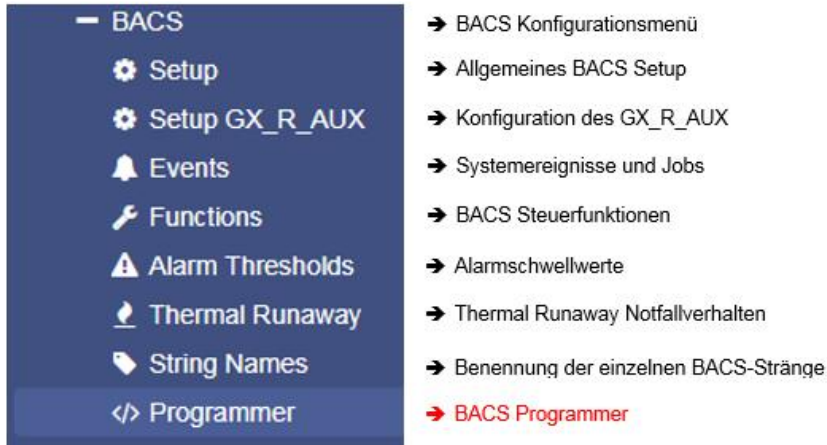 BACS ➔ BACS Konfigurationsmenü
Setup ➔ Allgemeines BACS Setup
Setup GX_R_AUX ➔ Konfiguration des GX_R_AUX
Events ➔ Systemereignisse und Jobs
Functions ➔ BACS Steuerfunktionen
Alarm Thresholds ➔ Alarmschwellwerte
Thermal Runaway ➔ Thermal Runaway Notfallverhalten
String Names ➔ Benennung der einzelnen BACS-Stränge
</> Programmer ➔ BACS Programmer